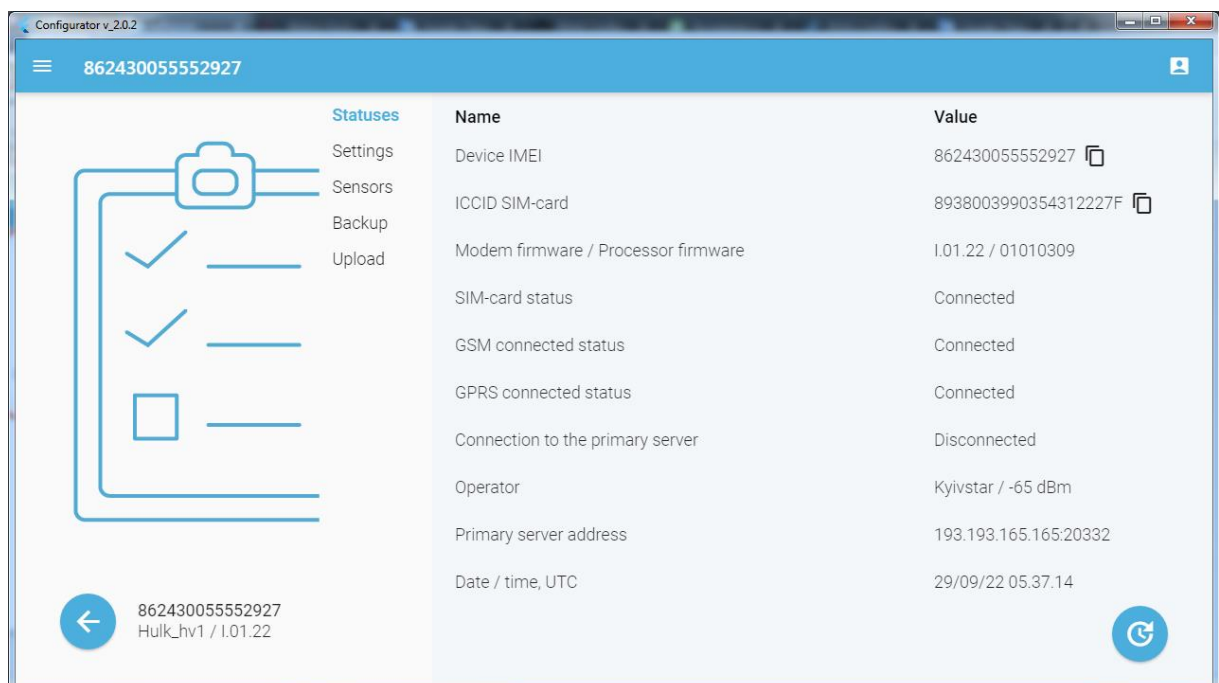 Configurator v_2.0.2
862430055552927
Statuses
Settings
Sensors
Backup
Upload
Name Value
Device IMEI 862430055552927
ICCID SIM-card 8938003990354312227F
Modem firmware / Processor firmware I.01.22 / 01010309
SIM-card status Connected
GSM connected status Connected
GPRS connected status Connected
Connection to the primary server Disconnected
Operator Kyivstar / -65 dBm
Primary server address 193.193.165.165:20332
Date / time, UTC 29/09/22 05.37.14
862430055552927
Hulk_hv1 / I.01.22